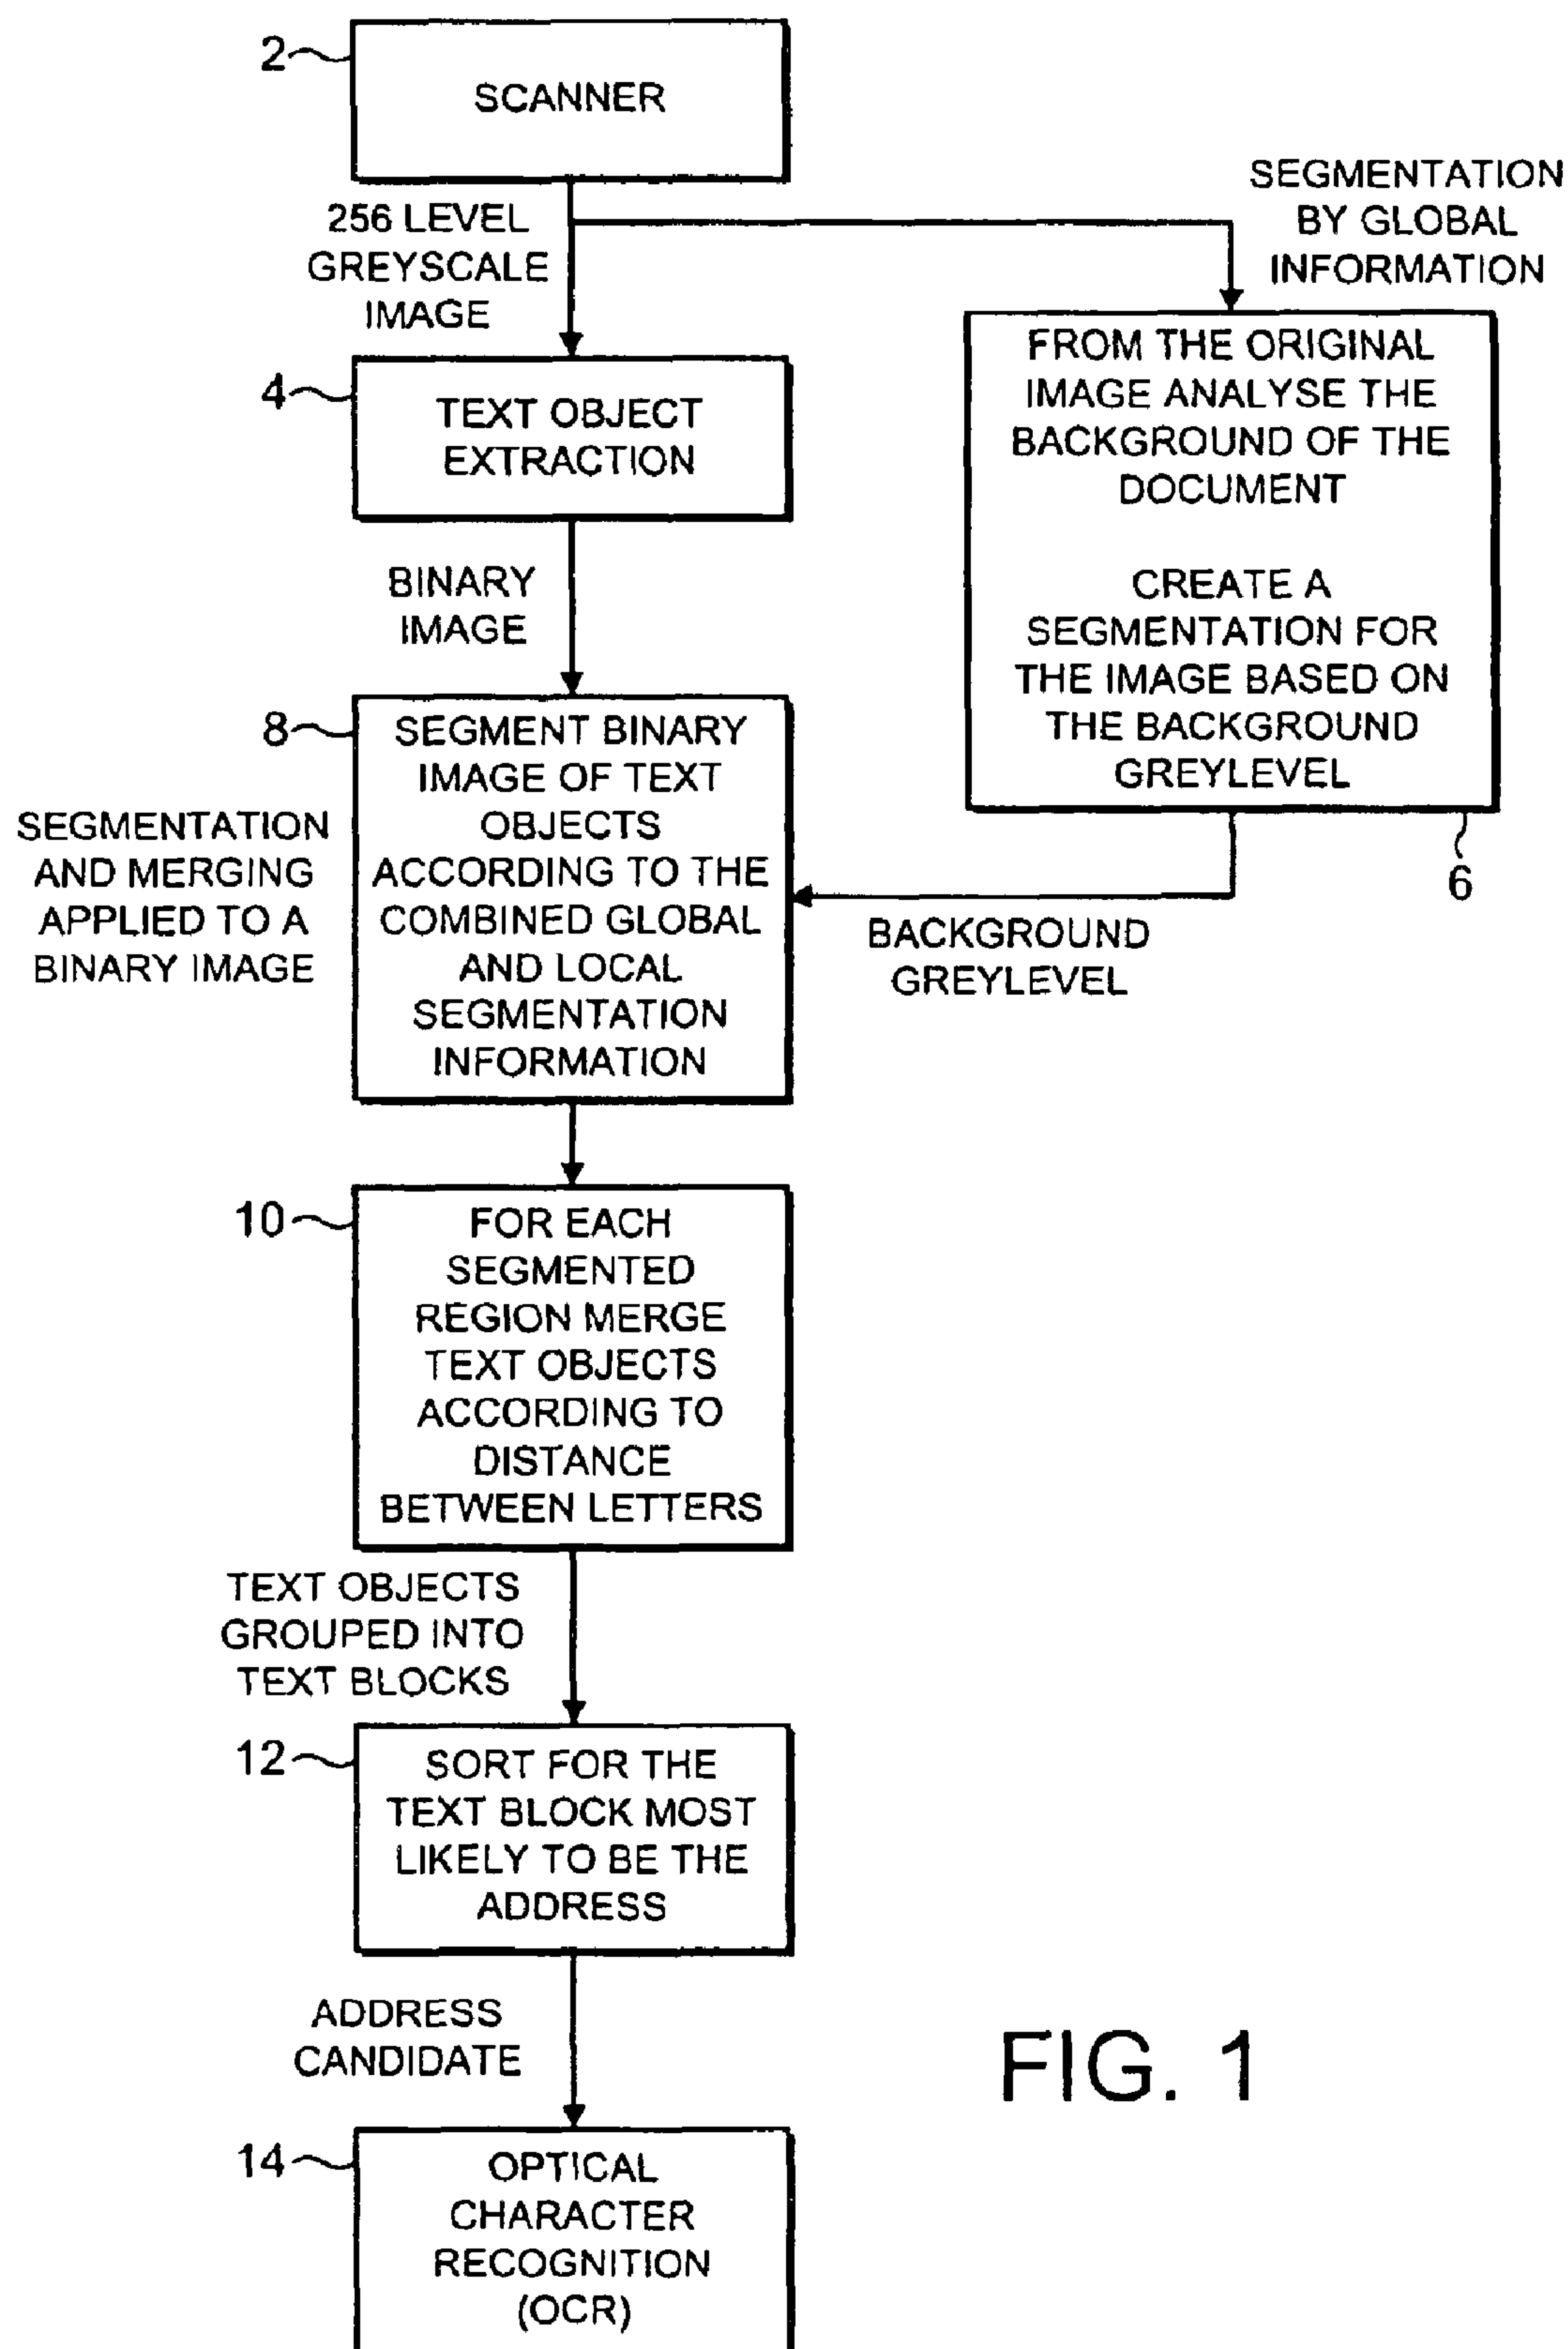 2
SCANNER
256 LEVEL
GREYSCALE
IMAGE
SEGMENTATION
BY GLOBAL
INFORMATION
4
TEXT OBJECT
EXTRACTION
FROM THE ORIGINAL
IMAGE ANALYSE THE
BACKGROUND OF THE
DOCUMENT
CREATE A
SEGMENTATION FOR
THE IMAGE BASED ON
THE BACKGROUND
GREYLEVEL
6
BINARY
IMAGE
BACKGROUND
GREYLEVEL
8
SEGMENT BINARY
IMAGE OF TEXT
OBJECTS
ACCORDING TO THE
COMBINED GLOBAL
AND LOCAL
SEGMENTATION
INFORMATION
SEGMENTATION
AND MERGING
APPLIED TO A
BINARY IMAGE
10
FOR EACH
SEGMENTED
REGION MERGE
TEXT OBJECTS
ACCORDING TO
DISTANCE
BETWEEN LETTERS
TEXT OBJECTS
GROUPED INTO
TEXT BLOCKS
12
SORT FOR THE
TEXT BLOCK MOST
LIKELY TO BE THE
ADDRESS
ADDRESS
CANDIDATE
14
OPTICAL
CHARACTER
RECOGNITION
(OCR)
FIG. 1